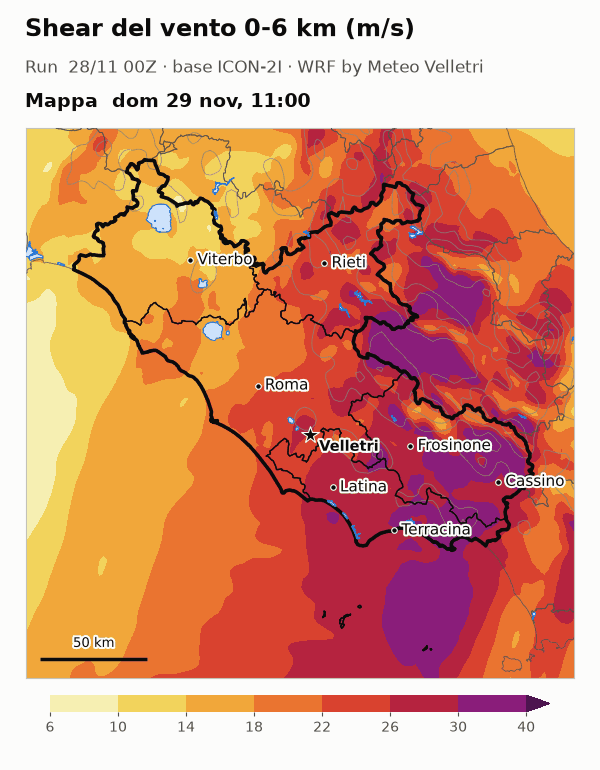 Shear del vento 0-6 km (m/s)
Run  28/11 00Z · base ICON-2I · WRF by Meteo Velletri
Mappa  dom 29 nov, 11:00
Viterbo
Rieti
Roma
Velletri
Frosinone
Cassino
Latina
Terracina
50 km
6 10 14 18 22 26 30 40